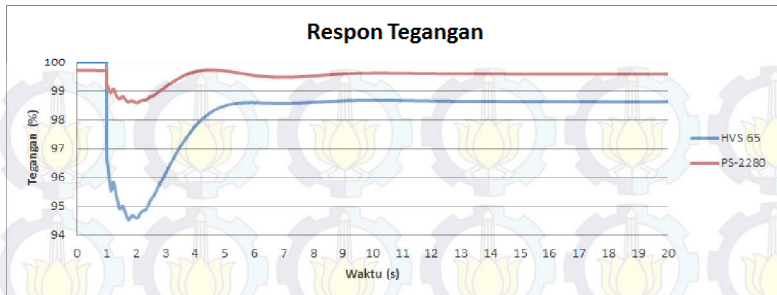 Respon Tegangan
100
99
98
97
96
95
94
Tegangan (%)
0 1 2 3 4 5 6 7 8 9 10 11 12 13 14 15 16 17 18 19 20
Waktu (s)
HVS 65
PS-2280